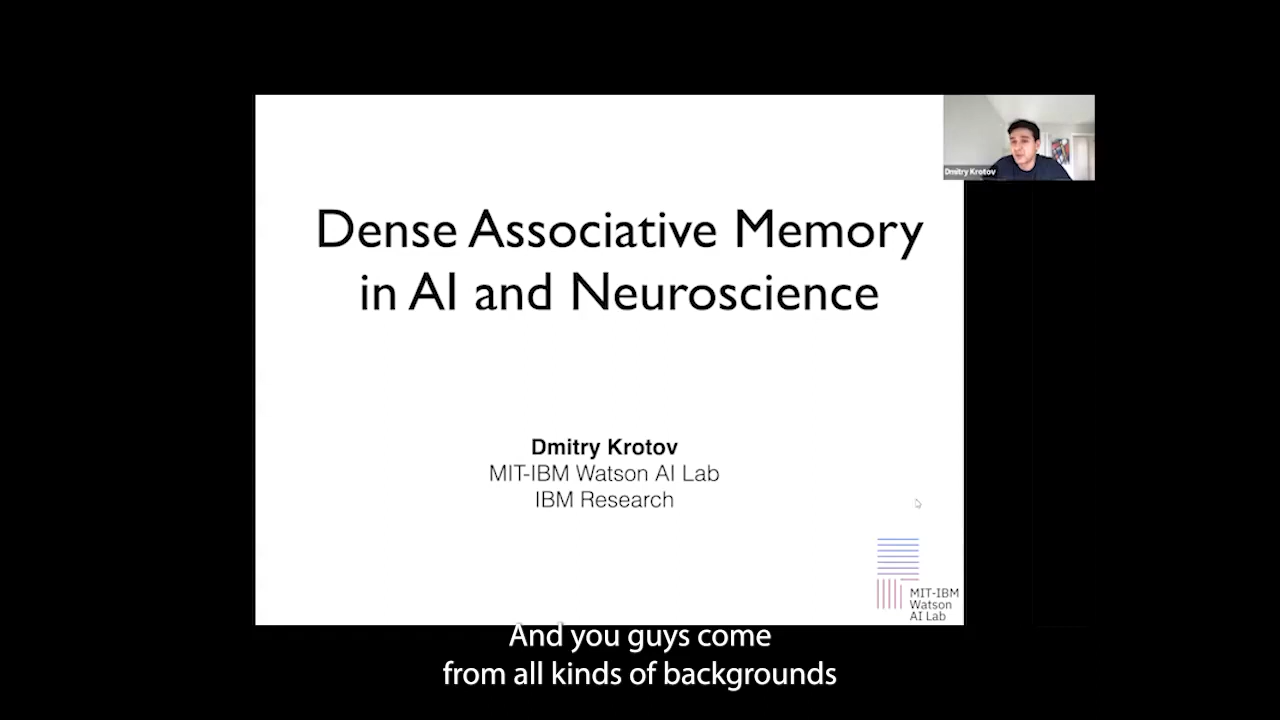 Dmitry Krotov
Dense Associative Memory
in AI and Neuroscience
Dmitry Krotov
MIT-IBM Watson AI Lab
IBM Research
MIT-IBM
Watson
AI Lab
And you guys come
from all kinds of backgrounds